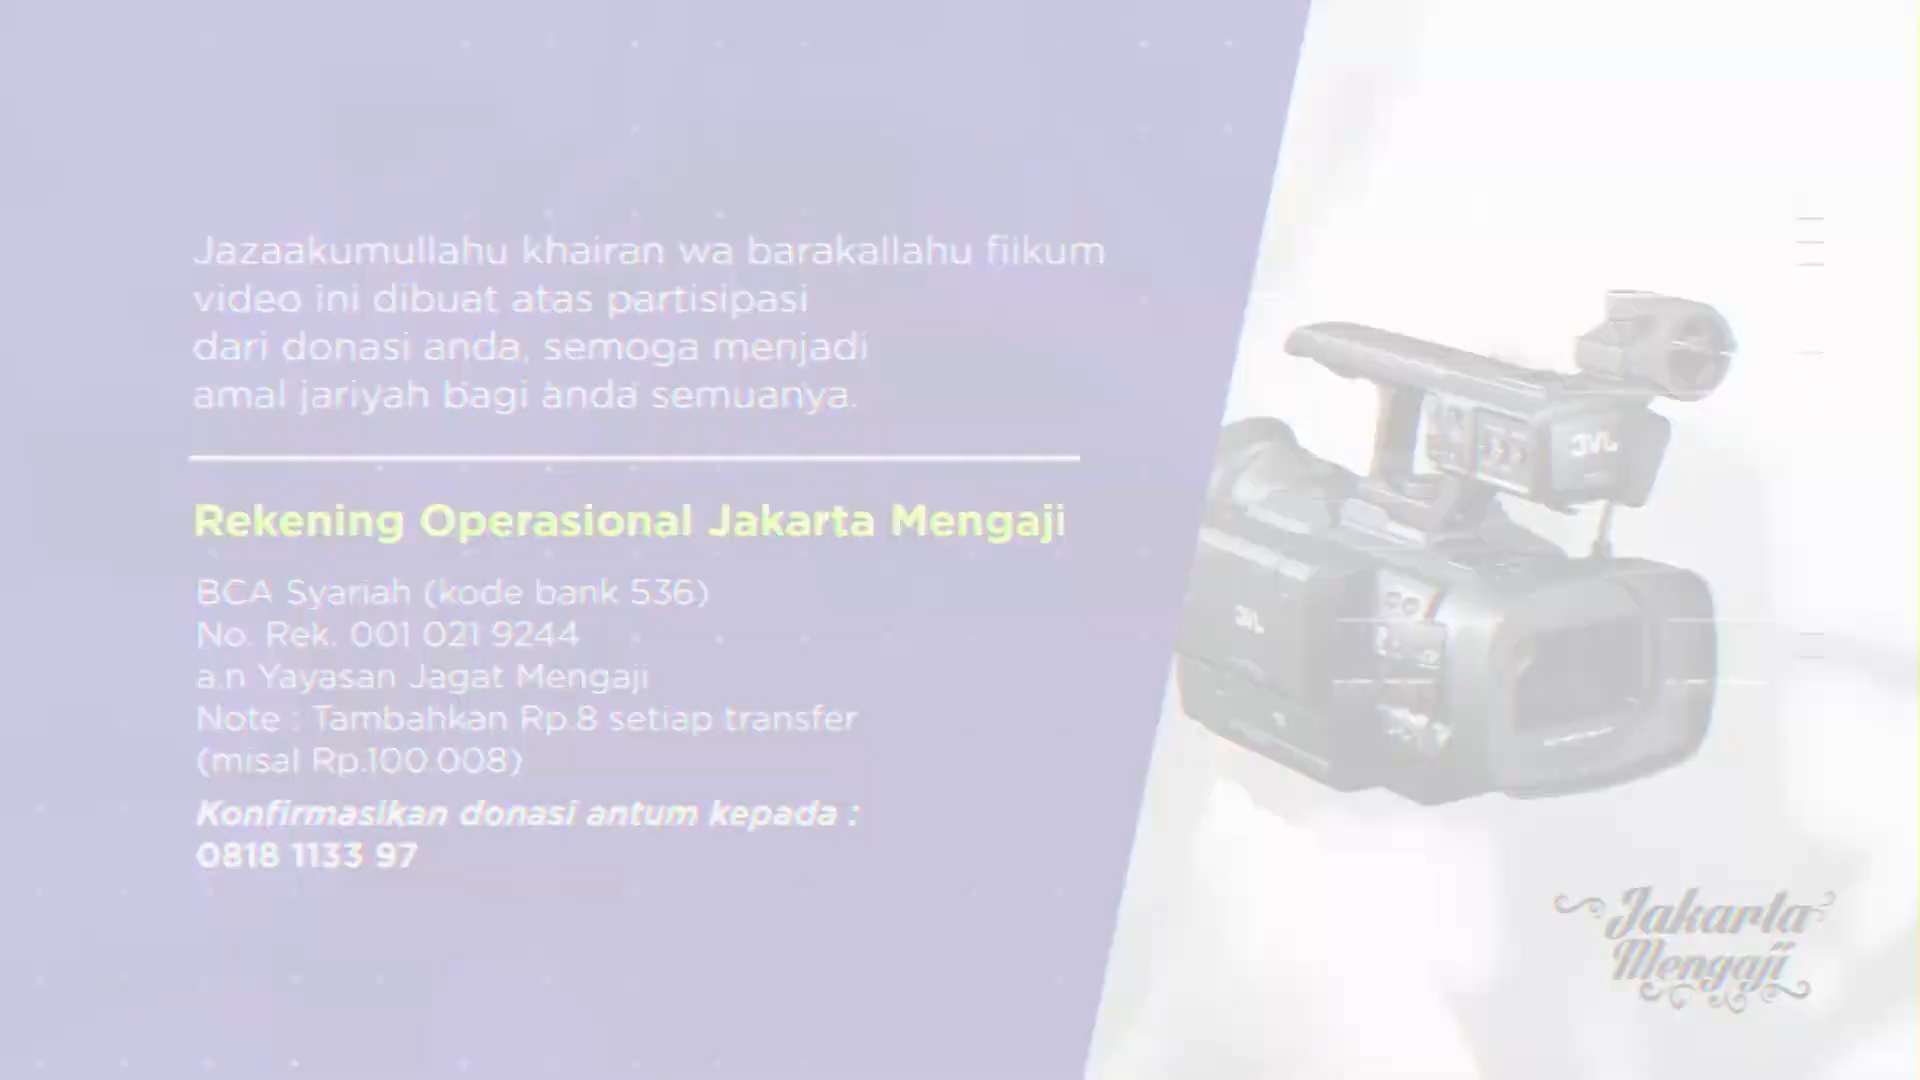 Jazaakumullahu khairan wa barakallahu fiikum
video ini dibuat atas partisipasi
dari donasi anda, semoga menjadi
amal jariyah bagi anda semuanya.
Rekening Operasional Jakarta Mengaji
BCA Syariah (kode bank 536)
No. Rek. 001 021 9244
a.n Yayasan Jagat Mengaji
Note : Tambahkan Rp.8 setiap transfer
(misal Rp.100.008)
Konfirmasikan donasi antum kepada :
0818 1133 97
JVC
JVC
Jakarta
Mengaji